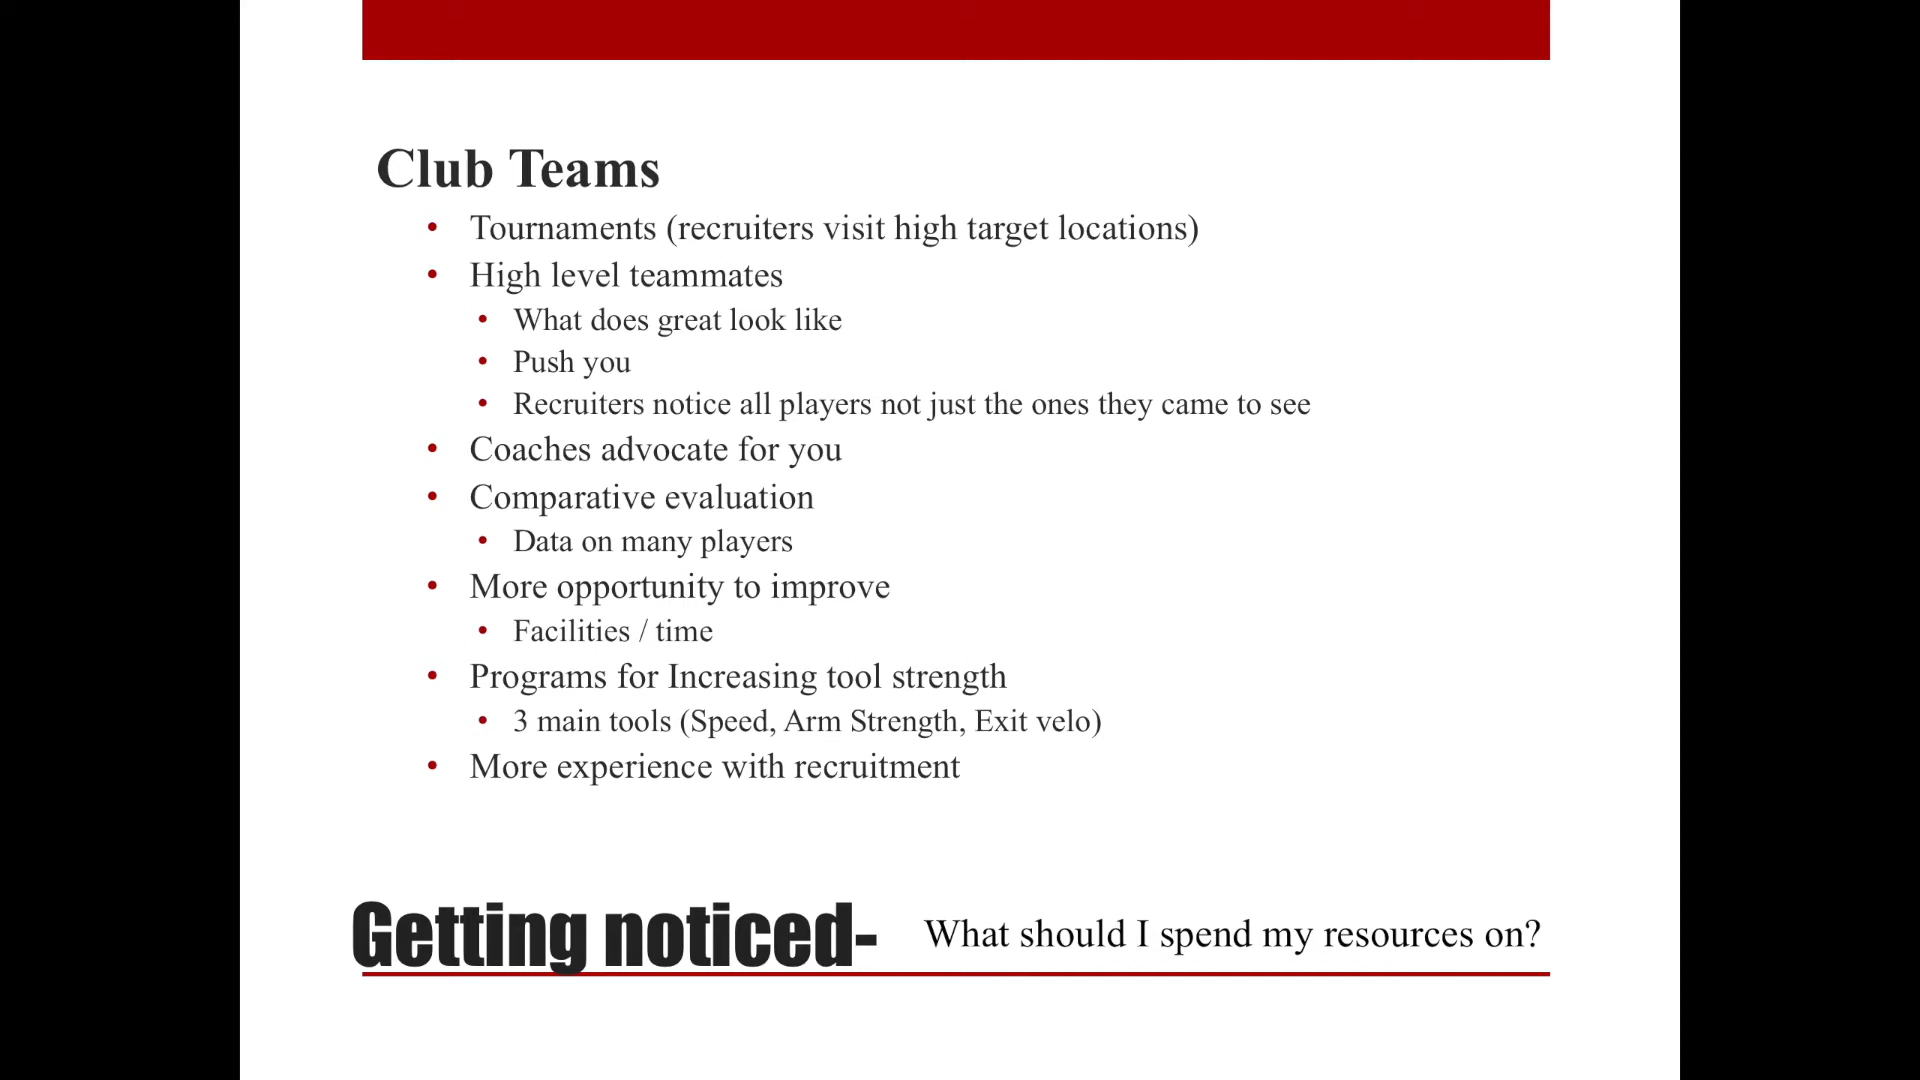 Club Teams
• Tournaments (recruiters visit high target locations)
• High level teammates
• What does great look like
• Push you
• Recruiters notice all players not just the ones they came to see
• Coaches advocate for you
• Comparative evaluation
• Data on many players
• More opportunity to improve
• Facilities / time
• Programs for Increasing tool strength
• 3 main tools (Speed, Arm Strength, Exit velo)
• More experience with recruitment
Getting noticed- What should I spend my resources on?